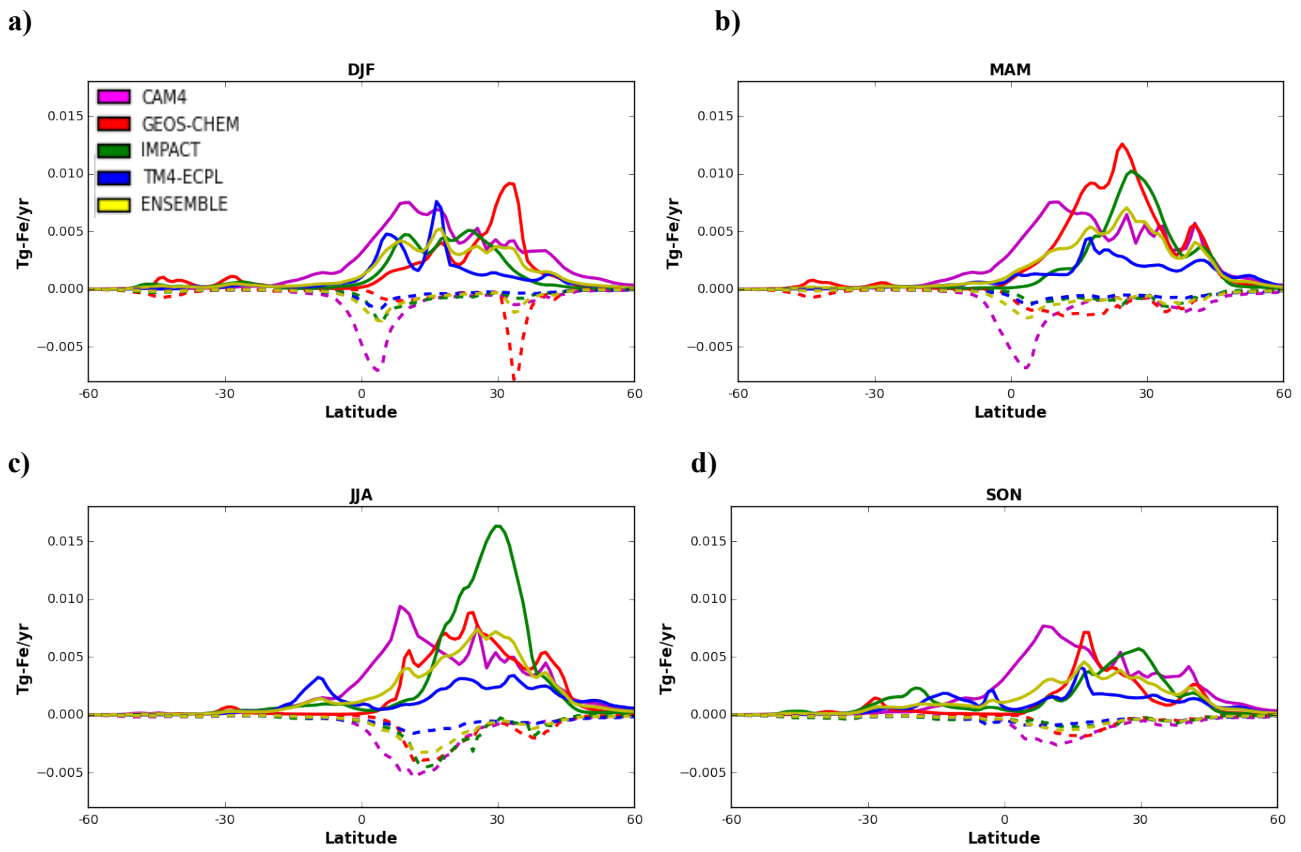 a)
b)
DJF
MAM
CAM4
GEOS-CHEM
IMPACT
TM4-ECPL
ENSEMBLE
Tg-Fe/yr
0.015
0.010
0.005
0.000
−0.005
-60
-30
0
30
60
Latitude
Tg-Fe/yr
0.015
0.010
0.005
0.000
−0.005
-60
-30
0
30
60
Latitude
c)
d)
JJA
SON
Tg-Fe/yr
0.015
0.010
0.005
0.000
−0.005
-60
-30
0
30
60
Latitude
Tg-Fe/yr
0.015
0.010
0.005
0.000
−0.005
-60
-30
0
30
60
Latitude